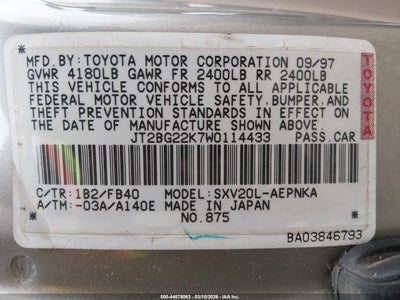 MFD.BY:TOYOTA MOTOR CORPORATION 09/97
GVWR 4180LB GAWR FR 2400LB RR 2400LB
THIS VEHICLE CONFORMS TO ALL APPLICABLE
FEDERAL MOTOR VEHICLE SAFETY,BUMPER,AND
THEFT PREVENTION STANDARDS IN EFFECT ON
THE DATE OF MANUFACTURE SHOWN ABOVE.
JT2BG22K7W0114433 PASS.CAR
TOYOTA
C/TR:1B2/FB40 MODEL:SXV20L-AEPNKA
A/TM:-03A/A140E MADE IN JAPAN
NO.875
BA03846793
000-44578063 - 03/10/2026 - IAA Inc.